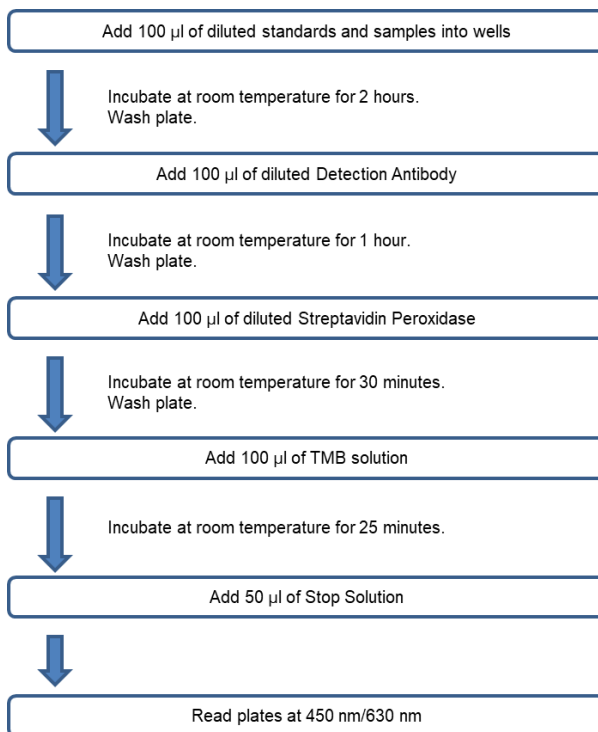 Add 100 µl of diluted standards and samples into wells
Incubate at room temperature for 2 hours.
Wash plate.
Add 100 µl of diluted Detection Antibody
Incubate at room temperature for 1 hour.
Wash plate.
Add 100 µl of diluted Streptavidin Peroxidase
Incubate at room temperature for 30 minutes.
Wash plate.
Add 100 µl of TMB solution
Incubate at room temperature for 25 minutes.
Add 50 µl of Stop Solution
Read plates at 450 nm/630 nm